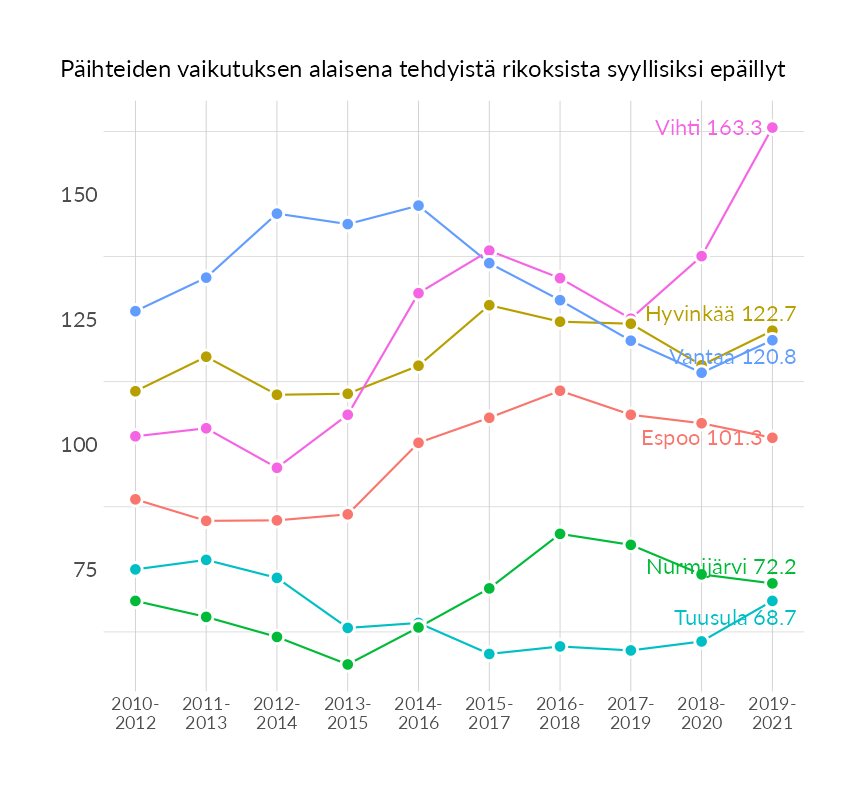 Päihteiden vaikutuksen alaisena tehdyistä rikoksista syyllisiksi epäillyt
Vihti 163.3
150
Hyvinkää 122.7
125
Vantaa 120.8
Espoo 101.3
100
Nurmijärvi 72.2
75
Tuusula 68.7
2010- 2011- 2012- 2013- 2014- 2015- 2016- 2017- 2018- 2019-
2012 2013 2014 2015 2016 2017 2018 2019 2020 2021